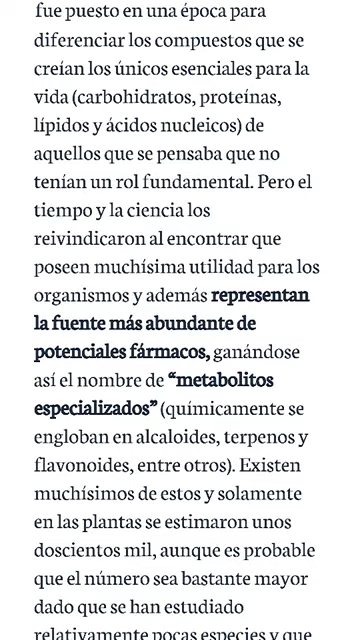 fue puesto en una época para
diferenciar los compuestos que se
creían los únicos esenciales para la
vida (carbohidratos, proteínas,
lípidos y ácidos nucleicos) de
aquellos que se pensaba que no
tenían un rol fundamental. Pero el
tiempo y la ciencia los
reivindicaron al encontrar que
poseen muchísima utilidad para los
organismos y además representan
la fuente más abundante de
potenciales fármacos, ganándose
así el nombre de “metabolitos
especializados” (químicamente se
engloban en alcaloides, terpenos y
flavonoides, entre otros). Existen
muchísimos de estos y solamente
en las plantas se estimaron unos
doscientos mil, aunque es probable
que el número sea bastante mayor
dado que se han estudiado
relativamente pocas especies y que